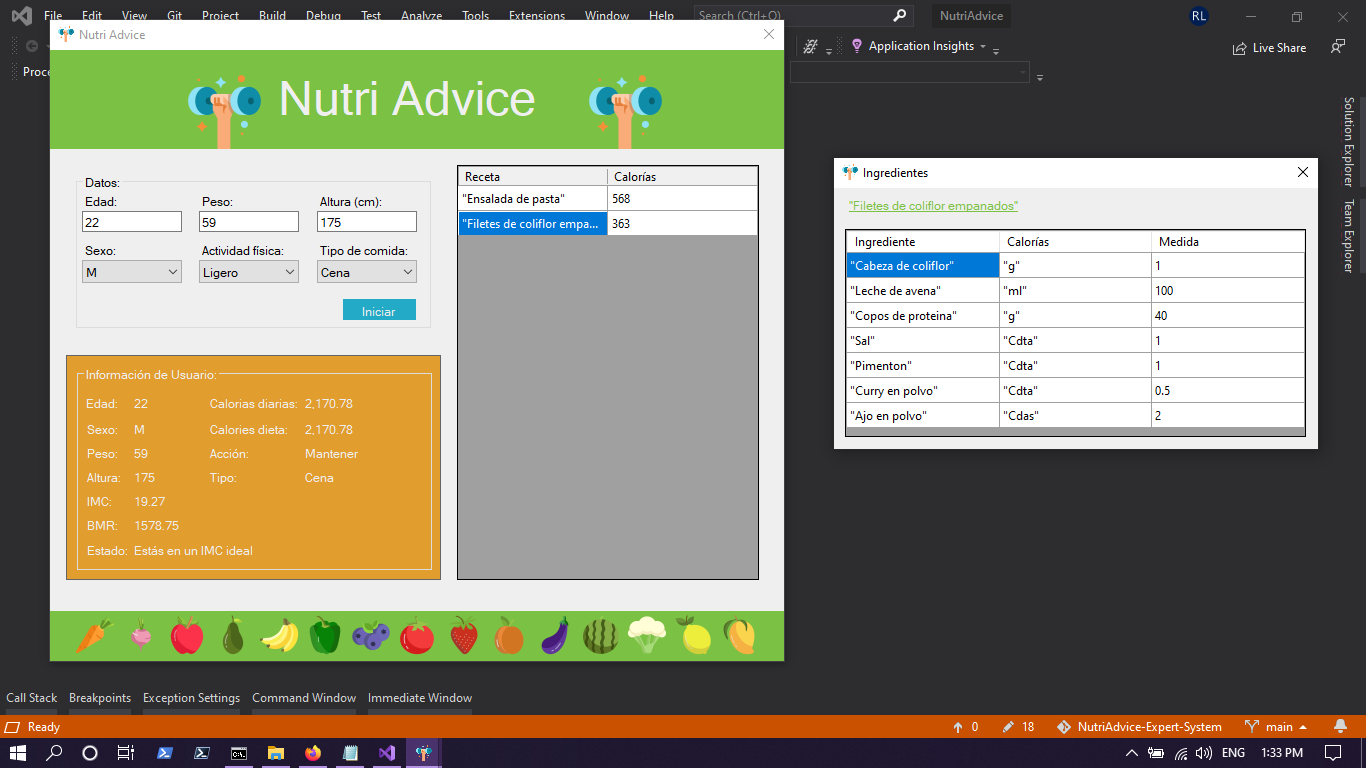 File Edit View Git Project Build Debug Test Analyze Tools Extensions Window Help Search (Ctrl+Q) NutriAdvice RL
Nutri Advice
Application Insights
Live Share
Proce
Nutri Advice
Solution Explorer
Team Explorer
Datos:
Edad: Peso: Altura (cm):
22 59 175
Sexo: Actividad física: Tipo de comida:
M Ligero Cena
Iniciar
Información de Usuario:
Edad: 22 Calorias diarias: 2,170.78
Sexo: M Calories dieta: 2,170.78
Peso: 59 Acción: Mantener
Altura: 175 Tipo: Cena
IMC: 19.27
BMR: 1578.75
Estado: Estás en un IMC ideal
Receta Calorías
"Ensalada de pasta" 568
"Filetes de coliflor empa... 363
Ingredientes
"Filetes de coliflor empanados"
Ingrediente Calorías Medida
"Cabeza de coliflor" "g" 1
"Leche de avena" "ml" 100
"Copos de proteina" "g" 40
"Sal" "Cdta" 1
"Pimenton" "Cdta" 1
"Curry en polvo" "Cdta" 0.5
"Ajo en polvo" "Cdas" 2
Call Stack Breakpoints Exception Settings Command Window Immediate Window
Ready 0 18 NutriAdvice-Expert-System main
ENG 1:33 PM